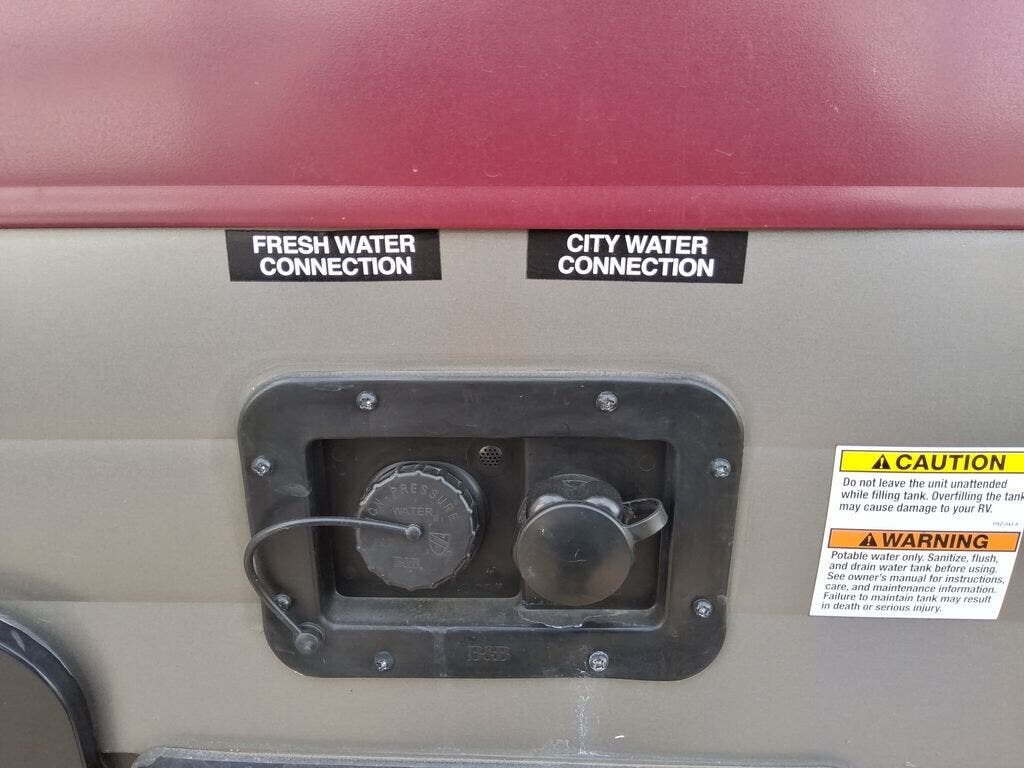 FRESH WATER
CONNECTION
CITY WATER
CONNECTION
PRESSURE
WATER
B&B
CAUTION
Do not leave the unit unattended
while filling tank. Overfilling the tank
may cause damage to your RV.
WARNING
Potable water only. Sanitize, flush,
and drain water tank before using.
See owner's manual for instructions,
care, and maintenance information.
Failure to maintain tank may result
in death or serious injury.